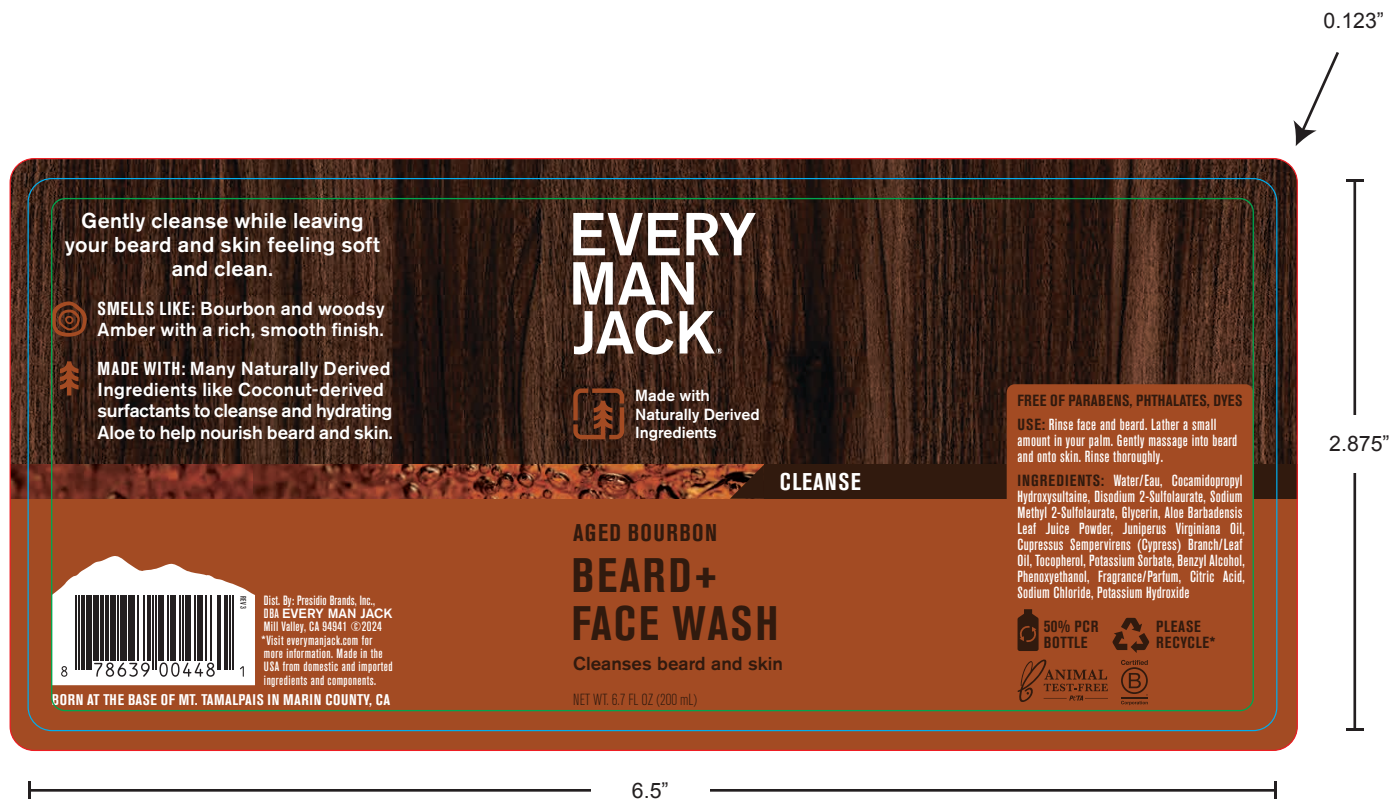 0.123”
Gently cleanse while leaving
your beard and skin feeling soft
and clean.
SMELLS LIKE: Bourbon and woodsy
Amber with a rich, smooth finish.
MADE WITH: Many Naturally Derived
Ingredients like Coconut-derived
surfactants to cleanse and hydrating
Aloe to help nourish beard and skin.
REV3
8 78639 00448 1
Dist. By: Presidio Brands, Inc.,
DBA EVERY MAN JACK
Mill Valley, CA 94941 ©2024
*Visit everymanjack.com for
more information. Made in the
USA from domestic and imported
ingredients and components.
BORN AT THE BASE OF MT. TAMALPAIS IN MARIN COUNTY, CA
EVERY
MAN
JACK®
Made with
Naturally Derived
Ingredients
CLEANSE
AGED BOURBON
BEARD+
FACE WASH
Cleanses beard and skin
NET WT. 6.7 FL OZ (200 mL)
FREE OF PARABENS, PHTHALATES, DYES
USE: Rinse face and beard. Lather a small
amount in your palm. Gently massage into beard
and onto skin. Rinse thoroughly.
INGREDIENTS: Water/Eau, Cocamidopropyl
Hydroxysultaine, Disodium 2-Sulfolaurate, Sodium
Methyl 2-Sulfolaurate, Glycerin, Aloe Barbadensis
Leaf Juice Powder, Juniperus Virginiana Oil,
Cupressus Sempervirens (Cypress) Branch/Leaf
Oil, Tocopherol, Potassium Sorbate, Benzyl Alcohol,
Phenoxyethanol, Fragrance/Parfum, Citric Acid,
Sodium Chloride, Potassium Hydroxide
50% PCR
BOTTLE
PLEASE
RECYCLE*
ANIMAL
TEST-FREE
PETA
Certified
B
Corporation
2.875”
6.5”